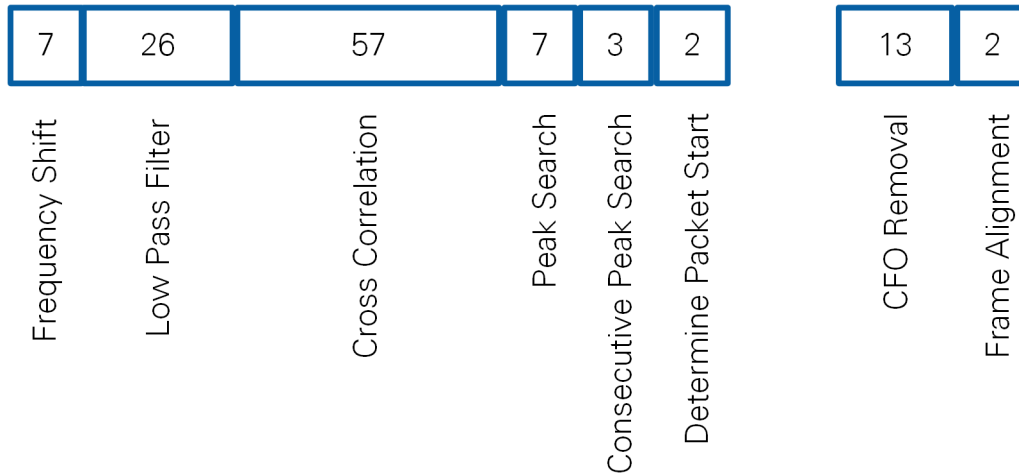 7
26
57
7
3
2
13
2
Frequency Shift
Low Pass Filter
Cross Correlation
Peak Search
Consecutive Peak Search
Determine Packet Start
CFO Removal
Frame Alignment